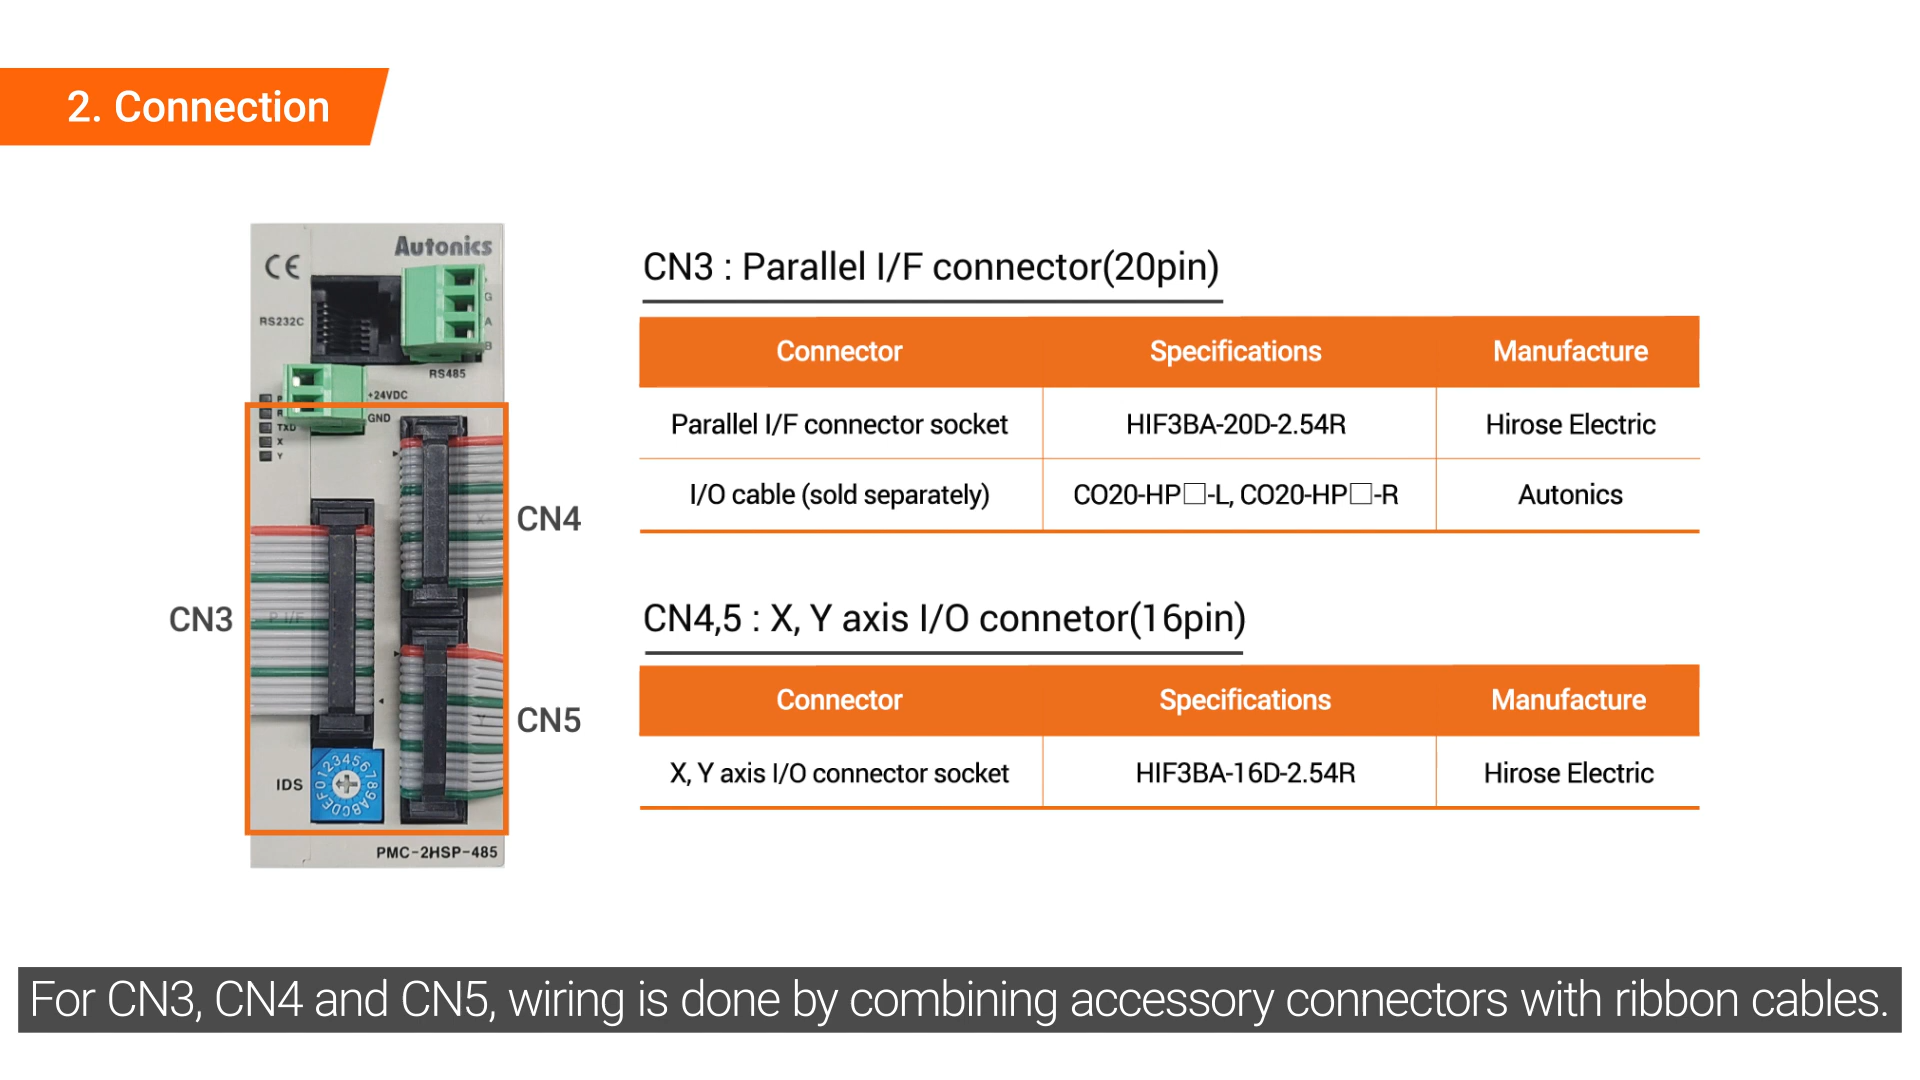 2. Connection
Autonics
CE
RS232C
G
A
B
RS485
+24VDC
GND
TXD
X
Y
CN4
CN3
P I/F
X
CN5
Y
IDS
0123456789ABCDEF
PMC-2HSP-485
CN3 : Parallel I/F connector(20pin)
Connector Specifications Manufacture
Parallel I/F connector socket HIF3BA-20D-2.54R Hirose Electric
I/O cable (sold separately) CO20-HP□-L, CO20-HP□-R Autonics
CN4,5 : X, Y axis I/O connetor(16pin)
Connector Specifications Manufacture
X, Y axis I/O connector socket HIF3BA-16D-2.54R Hirose Electric
For CN3, CN4 and CN5, wiring is done by combining accessory connectors with ribbon cables.